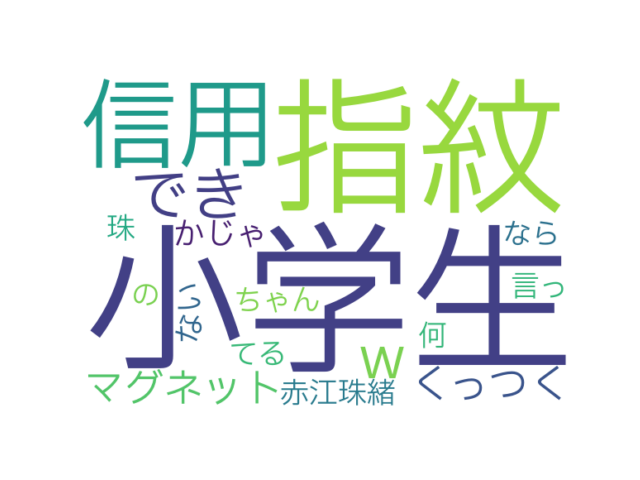 信用 指紋
でき
珠 かじゃ なら
小学生
の ない ちゃん 言っ
てる w 何
マグネット 赤江珠緒 くっつく